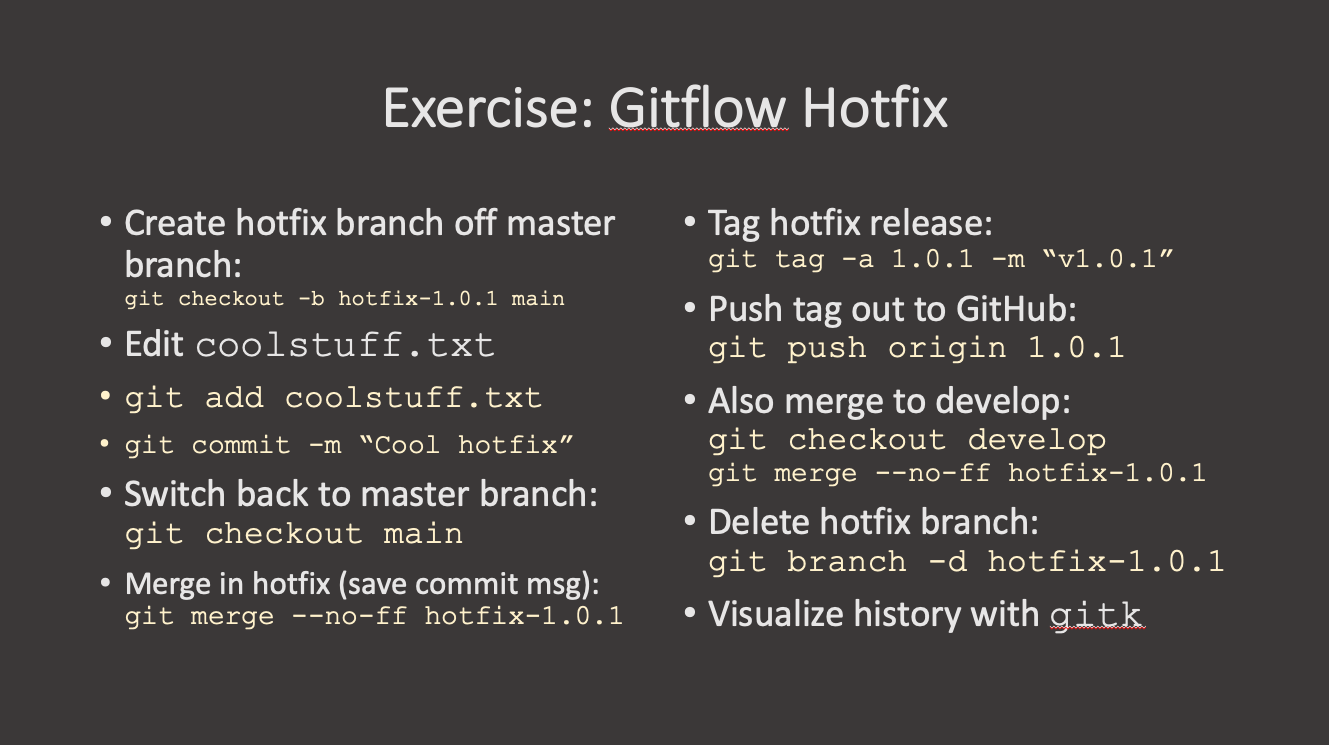 Exercise: Gitflow Hotfix
• Create hotfix branch off master
branch:
git checkout -b hotfix-1.0.1 main
• Edit coolstuff.txt
• git add coolstuff.txt
• git commit -m “Cool hotfix”
• Switch back to master branch:
git checkout main
• Merge in hotfix (save commit msg):
git merge --no-ff hotfix-1.0.1
• Tag hotfix release:
git tag -a 1.0.1 -m “v1.0.1”
• Push tag out to GitHub:
git push origin 1.0.1
• Also merge to develop:
git checkout develop
git merge --no-ff hotfix-1.0.1
• Delete hotfix branch:
git branch -d hotfix-1.0.1
• Visualize history with gitk